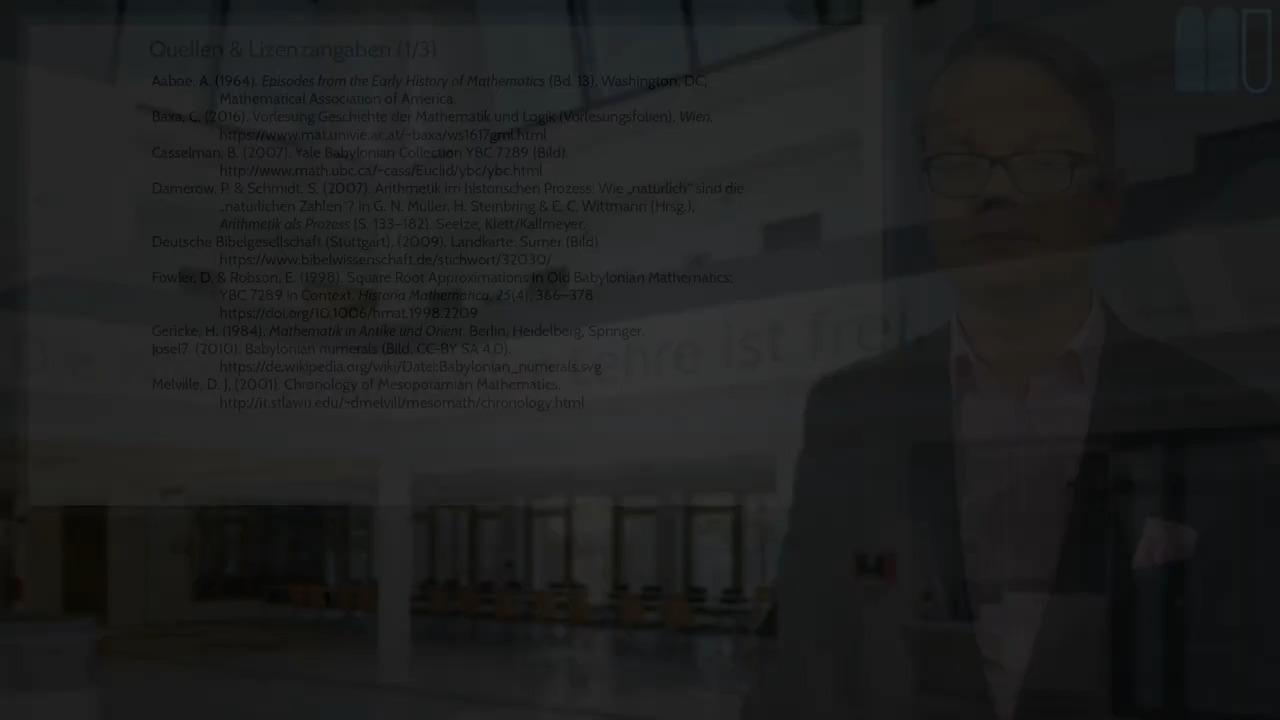 Quellen & Lizenzangaben (1/3)
Aaboe, A. (1964). Episodes from the Early History of Mathematics (Bd. 13). Washington, DC,
Mathematical Association of America.
Baxa, C. (2016). Vorlesung Geschichte der Mathematik und Logik (Vorlesungsfolien), Wien,
https://www.mat.univie.ac.at/~baxa/ws1617gml.html
Casselman, B. (2007). Yale Babylonian Collection YBC 7289 (Bild).
http://www.math.ubc.ca/~cass/Euclid/ybc/ybc.html
Damerow, P. & Schmidt, S. (2007). Arithmetik im historischen Prozess: Wie „natürlich“ sind die
„natürlichen Zahlen“? In G. N. Müller, H. Steinbring & E. C. Wittmann (Hrsg.),
Arithmetik als Prozess (S. 133–182). Seelze, Klett/Kallmeyer.
Deutsche Bibelgesellschaft (Stuttgart). (2009). Landkarte: Sumer (Bild)
https://www.bibelwissenschaft.de/stichwort/32030/
Fowler, D. & Robson, E. (1998). Square Root Approximations in Old Babylonian Mathematics:
YBC 7289 in Context. Historia Mathematica, 25(4), 366–378
https://doi.org/10.1006/hmat.1998.2209
Gericke, H. (1984). Mathematik in Antike und Orient. Berlin, Heidelberg, Springer.
Josell7. (2010). Babylonian numerals (Bild, CC-BY SA 4.0).
https://de.wikipedia.org/wiki/Datei:Babylonian_numerals.svg
Melville, D. J. (2001). Chronology of Mesopotamian Mathematics.
http://it.stlawu.edu/~dmelvill/mesomath/chronology.html
Lehre ist frei